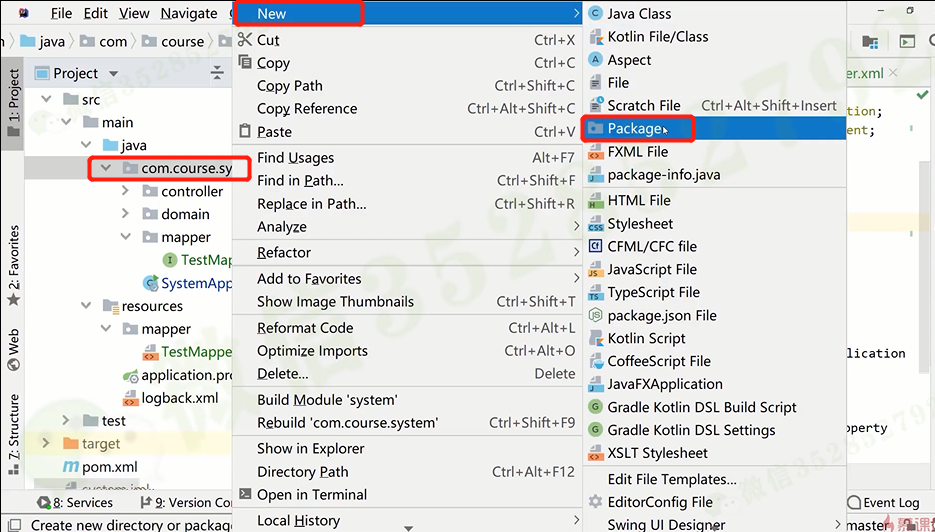 File Edit View Navigate
java com course
1: Project
Project
src
main
java
com.course.sy
controller
domain
mapper
TestMap
SystemApp
resources
mapper
TestMappe
application.pro
logback.xml
test
target
pom.xml
system.iml
2: Favorites
Web
7: Structure
8: Services 9: Version Con
Create new directory or packag
New
Cut Ctrl+X
Copy Ctrl+C
Copy Path Ctrl+Shift+C
Copy Reference Ctrl+Alt+Shift+C
Paste Ctrl+V
Find Usages Alt+F7
Find in Path... Ctrl+Shift+F
Replace in Path... Ctrl+Shift+R
Analyze
Refactor
Add to Favorites
Show Image Thumbnails Ctrl+Shift+T
Reformat Code Ctrl+Alt+L
Optimize Imports Ctrl+Alt+O
Delete... Delete
Build Module 'system'
Rebuild 'com.course.system' Ctrl+Shift+F9
Show in Explorer
Directory Path Ctrl+Alt+F12
Open in Terminal
Local History
Java Class
Kotlin File/Class
Aspect
File
Scratch File Ctrl+Alt+Shift+Insert
Package
FXML File
package-info.java
HTML File
Stylesheet
CFML/CFC file
JavaScript File
TypeScript File
package.json File
Kotlin Script
CoffeeScript File
JavaFXApplication
Gradle Kotlin DSL Build Script
Gradle Kotlin DSL Settings
XSLT Stylesheet
Edit File Templates...
EditorConfig File
Swing UI Designer
er.xml
tion;
ent;
plication
operty
Event Log
master